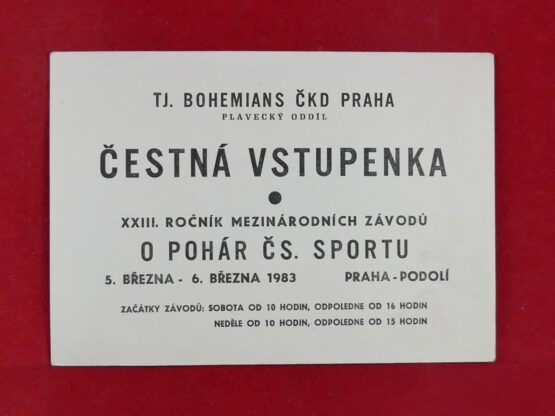 TJ. BOHEMIANS ČKD PRAHA
PLAVECKÝ ODDÍL
ČESTNÁ VSTUPENKA
XXIII. ROČNÍK MEZINÁRODNÍCH ZÁVODŮ
O POHÁR ČS. SPORTU
5. BŘEZNA - 6. BŘEZNA 1983 PRAHA-PODOLÍ
ZAČÁTKY ZÁVODŮ: SOBOTA OD 10 HODIN, ODPOLEDNE OD 16 HODIN
NEDĚLE OD 10 HODIN, ODPOLEDNE OD 15 HODIN